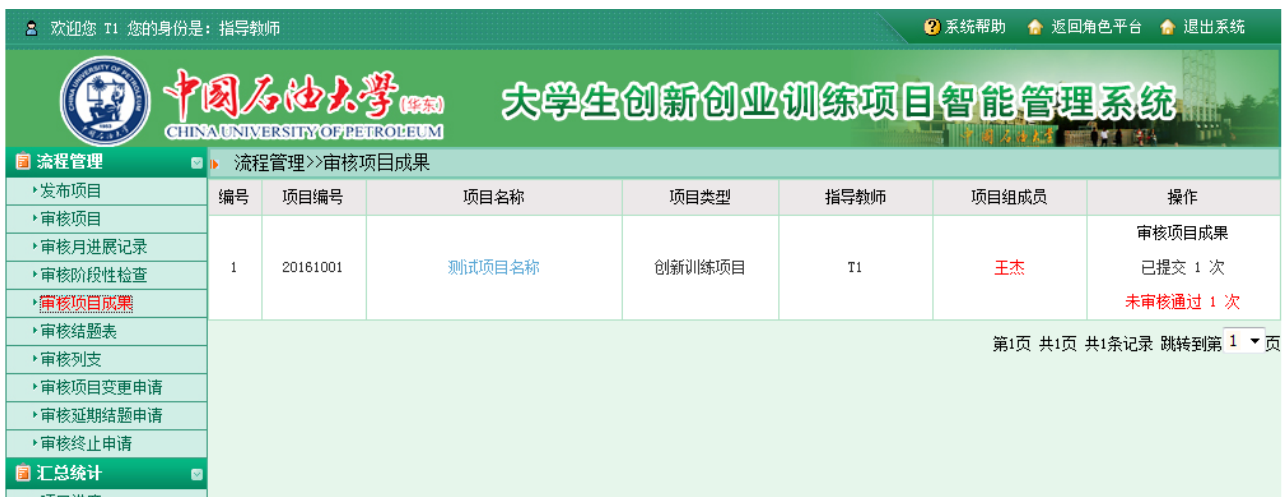 欢迎您 T1 您的身份是：指导教师
系统帮助 返回角色平台 退出系统
中国石油大学(华东)
CHINA UNIVERSITY OF PETROLEUM
大学生创新创业训练项目智能管理系统
流程管理
流程管理>>审核项目成果
发布项目
审核项目
审核月进展记录
审核阶段性检查
审核项目成果
审核结题表
审核列支
审核项目变更申请
审核延期结题申请
审核终止申请
汇总统计
编号 项目编号 项目名称 项目类型 指导教师 项目组成员 操作
1 20161001 测试项目名称 创新训练项目 T1 王杰
审核项目成果
已提交 1 次
未审核通过 1 次
第1页 共1页 共1条记录 跳转到第 1 页